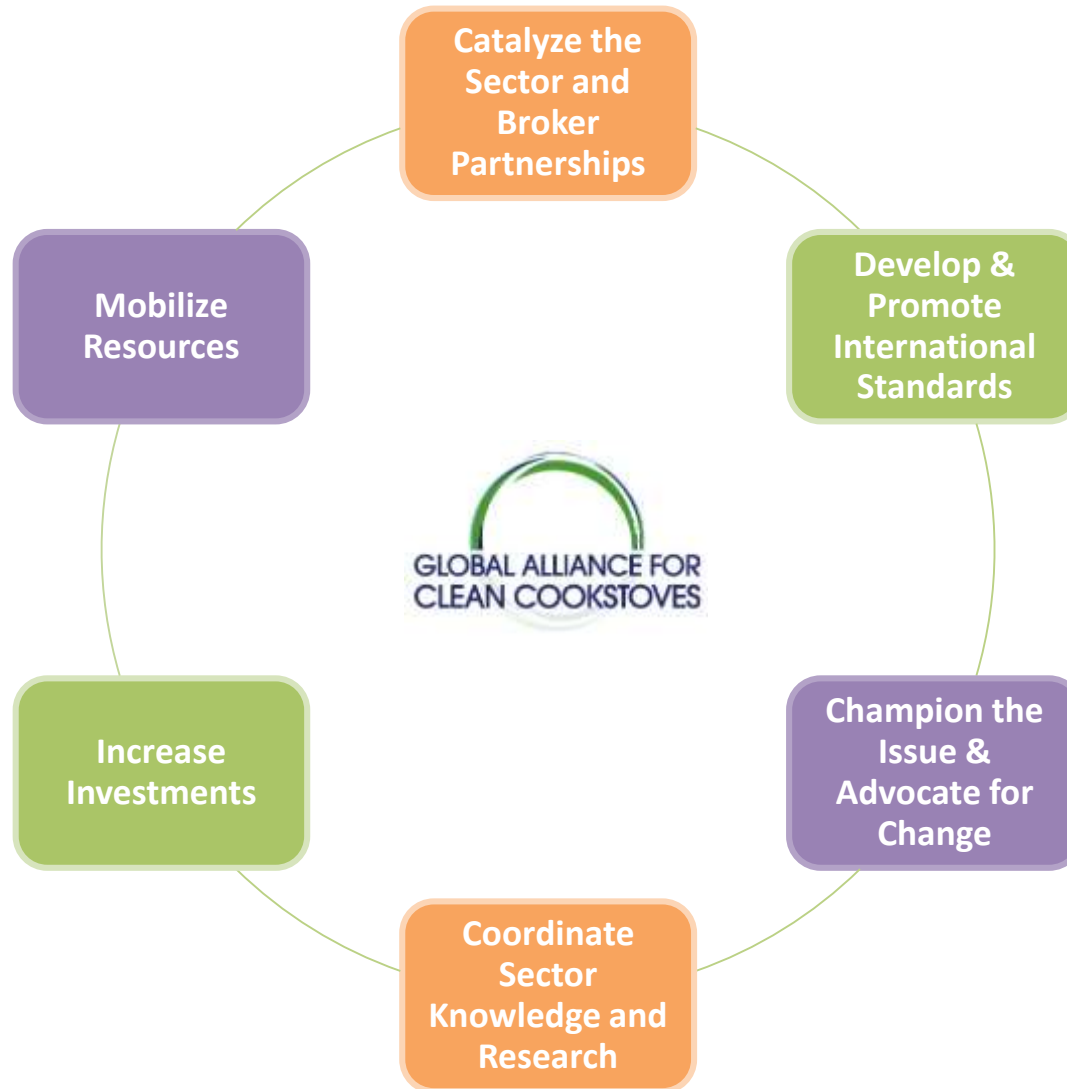 Catalyze the
Sector and
Broker
Partnerships
Develop &
Promote
International
Standards
Champion the
Issue &
Advocate for
Change
Coordinate
Sector
Knowledge and
Research
Increase
Investments
Mobilize
Resources
GLOBAL ALLIANCE FOR
CLEAN COOKSTOVES